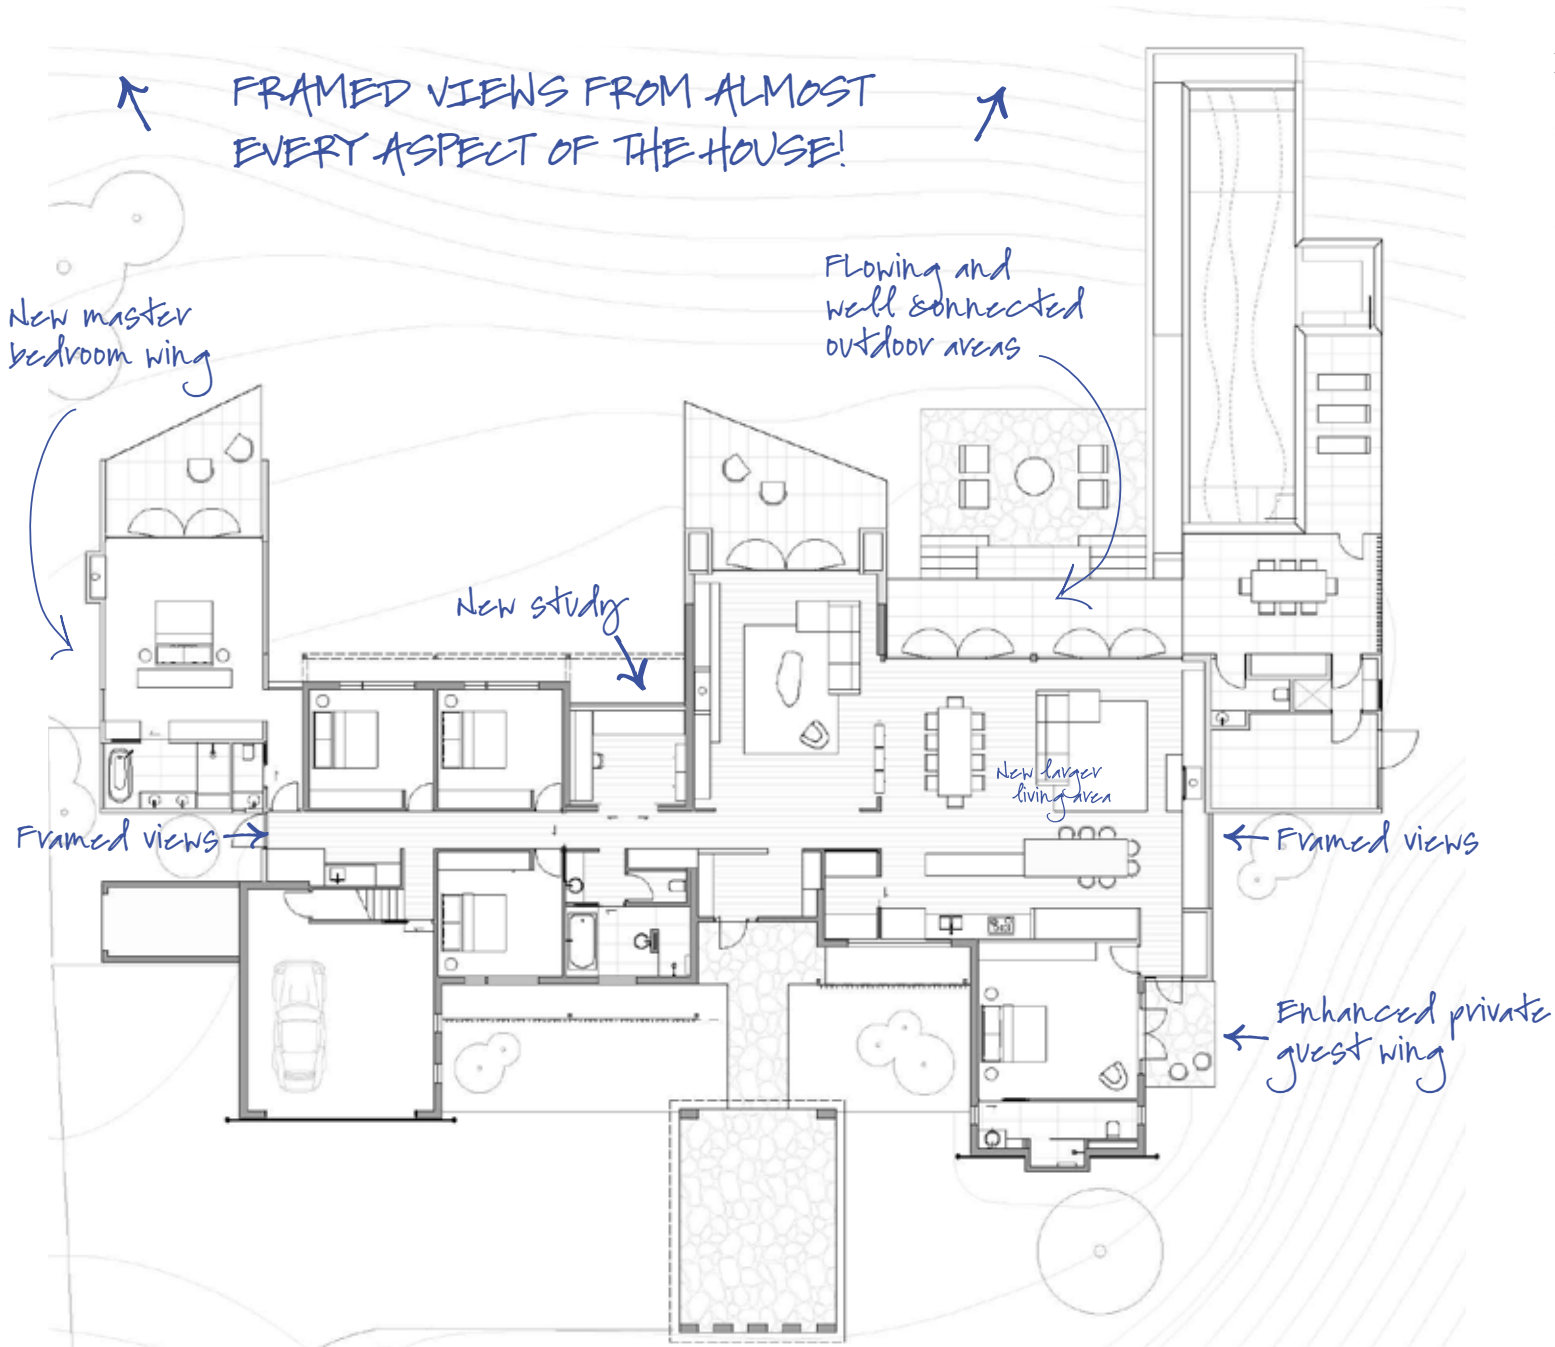 FRAMED VIEWS FROM ALMOST
EVERY ASPECT OF THE HOUSE!
Flowing and
well connected
outdoor areas
New master
bedroom wing
New study
New larger
living area
Framed views
Framed views
Enhanced private
guest wing